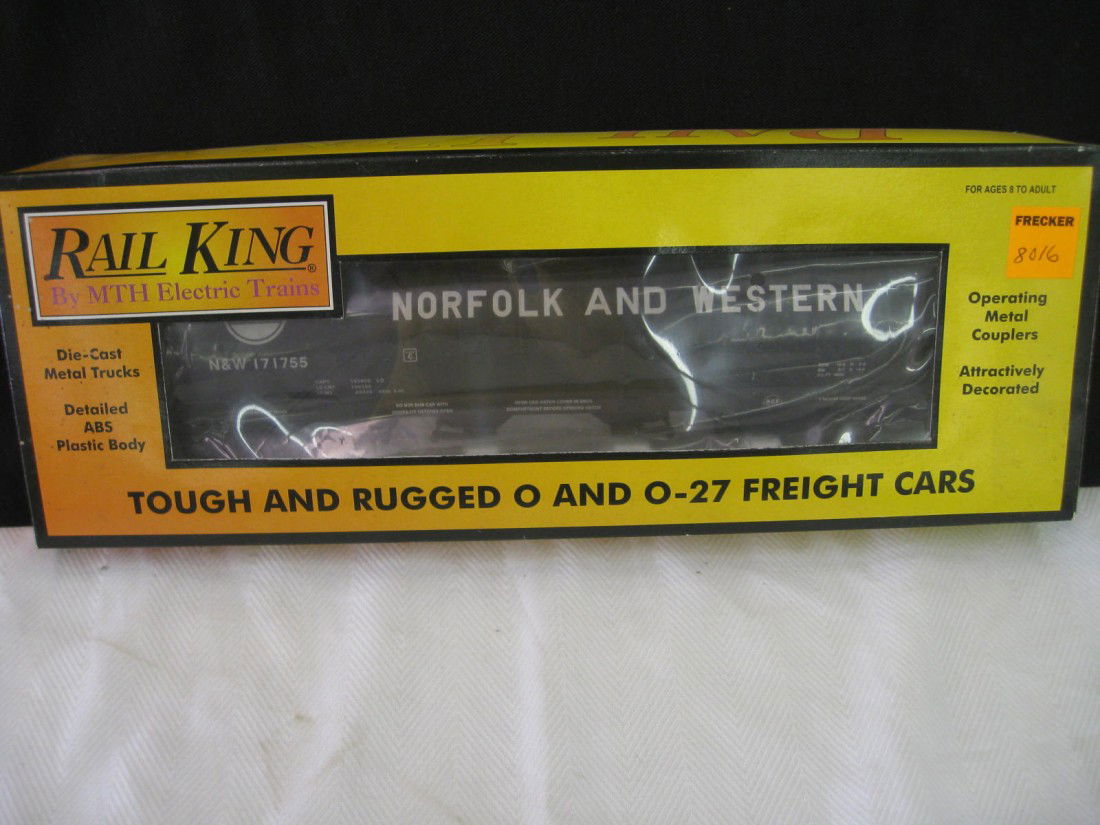 RAIL KING®
By MTH Electric Trains
FOR AGES 8 TO ADULT
FRECKER
8016
NORFOLK AND WESTERN
N&W 171755
Die-Cast
Metal Trucks
Detailed
ABS
Plastic Body
Operating
Metal
Couplers
Attractively
Decorated
TOUGH AND RUGGED O AND O-27 FREIGHT CARS